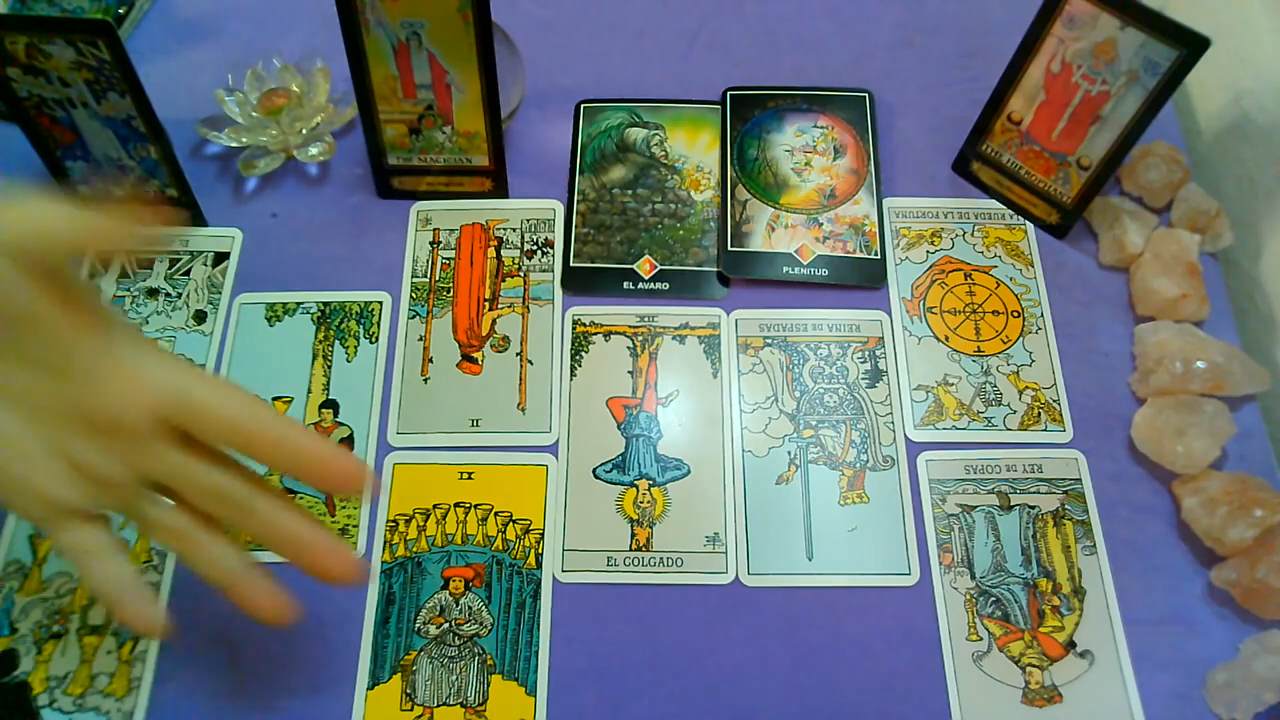 THE MAGICIAN
THE HIEROPHANT
EL AVARO
PLENITUD
LA RUEDA DE LA FORTUNA
X
II
XII
EL COLGADO
REINA DE ESPADAS
IX
REY DE COPAS